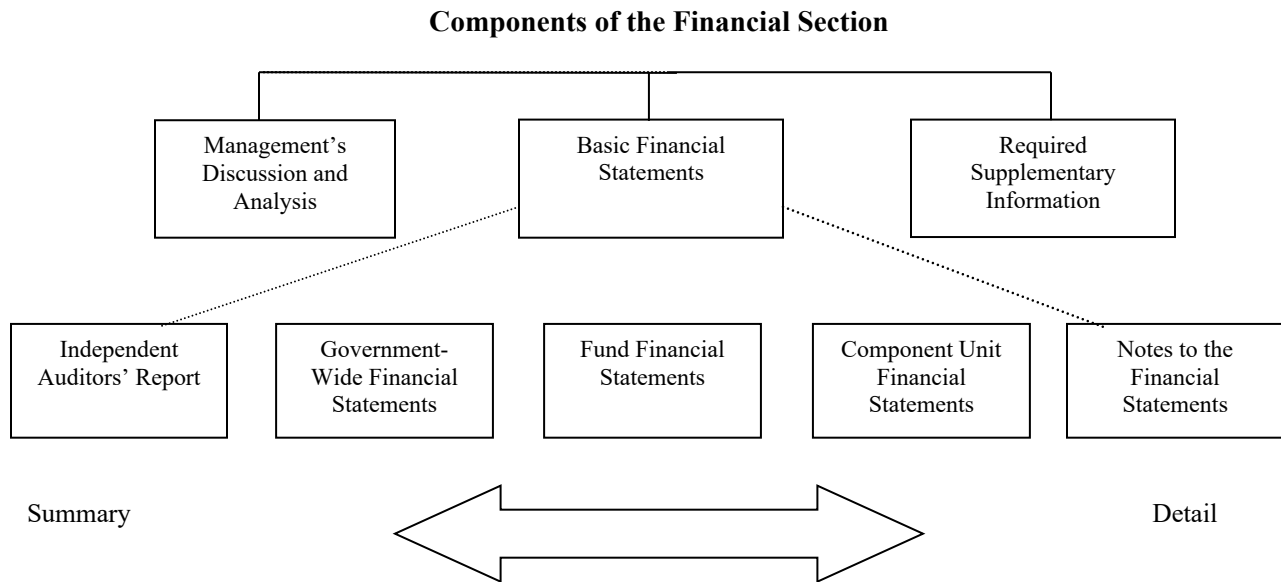 Components of the Financial Section
Management’s
Discussion and
Analysis
Basic Financial
Statements
Required
Supplementary
Information
Independent
Auditors’ Report
Government-
Wide Financial
Statements
Fund Financial
Statements
Component Unit
Financial
Statements
Notes to the
Financial
Statements
Summary
Detail